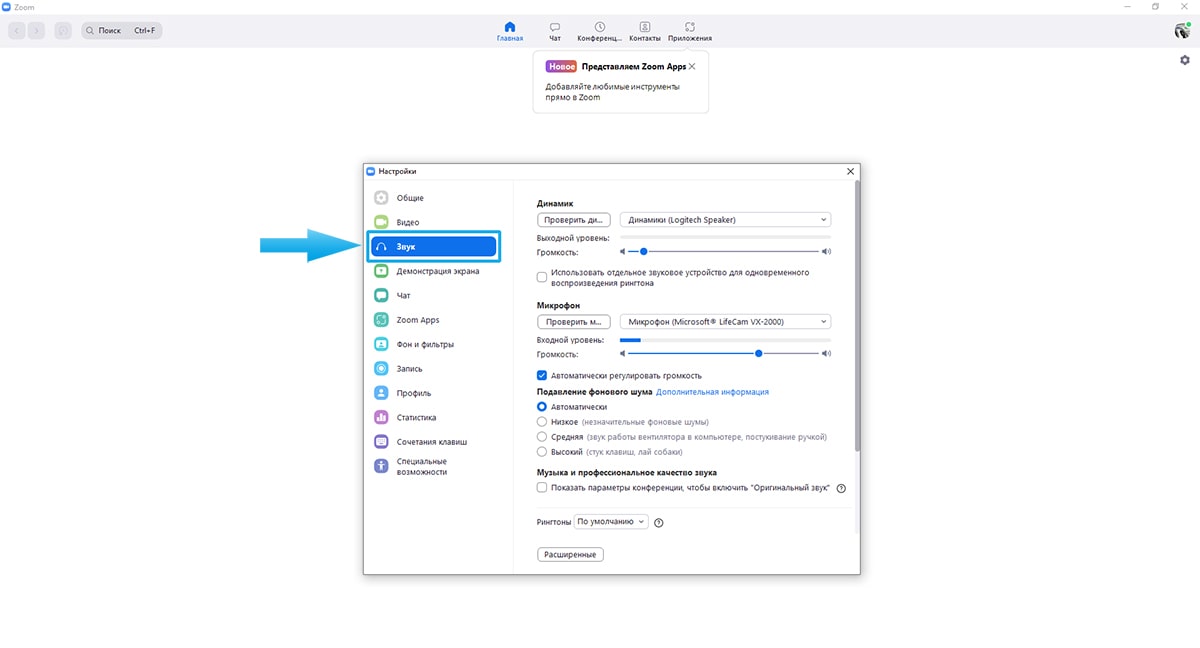 Zoom
Поиск Ctrl+F
Главная
Чат
Конференц...
Контакты
Приложения
Новое Представляем Zoom Apps
Добавляйте любимые инструменты
прямо в Zoom
Настройки
Общие
Видео
Звук
Демонстрация экрана
Чат
Zoom Apps
Фон и фильтры
Запись
Профиль
Статистика
Сочетания клавиш
Специальные
возможности
Динамик
Проверить ди... Динамики (Logitech Speaker)
Выходной уровень:
Громкость:
Использовать отдельное звуковое устройство для одновременного
воспроизведения рингтона
Микрофон
Проверить м... Микрофон (Microsoft® LifeCam VX-2000)
Входной уровень:
Громкость:
Автоматически регулировать громкость
Подавление фонового шума Дополнительная информация
Автоматически
Низкое (незначительные фоновые шумы)
Средняя (звук работы вентилятора в компьютере, постукивание ручкой)
Высокий (стук клавиш, лай собаки)
Музыка и профессиональное качество звука
Показать параметры конференции, чтобы включить "Оригинальный звук" ?
Рингтоны По умолчанию ?
Расширенные